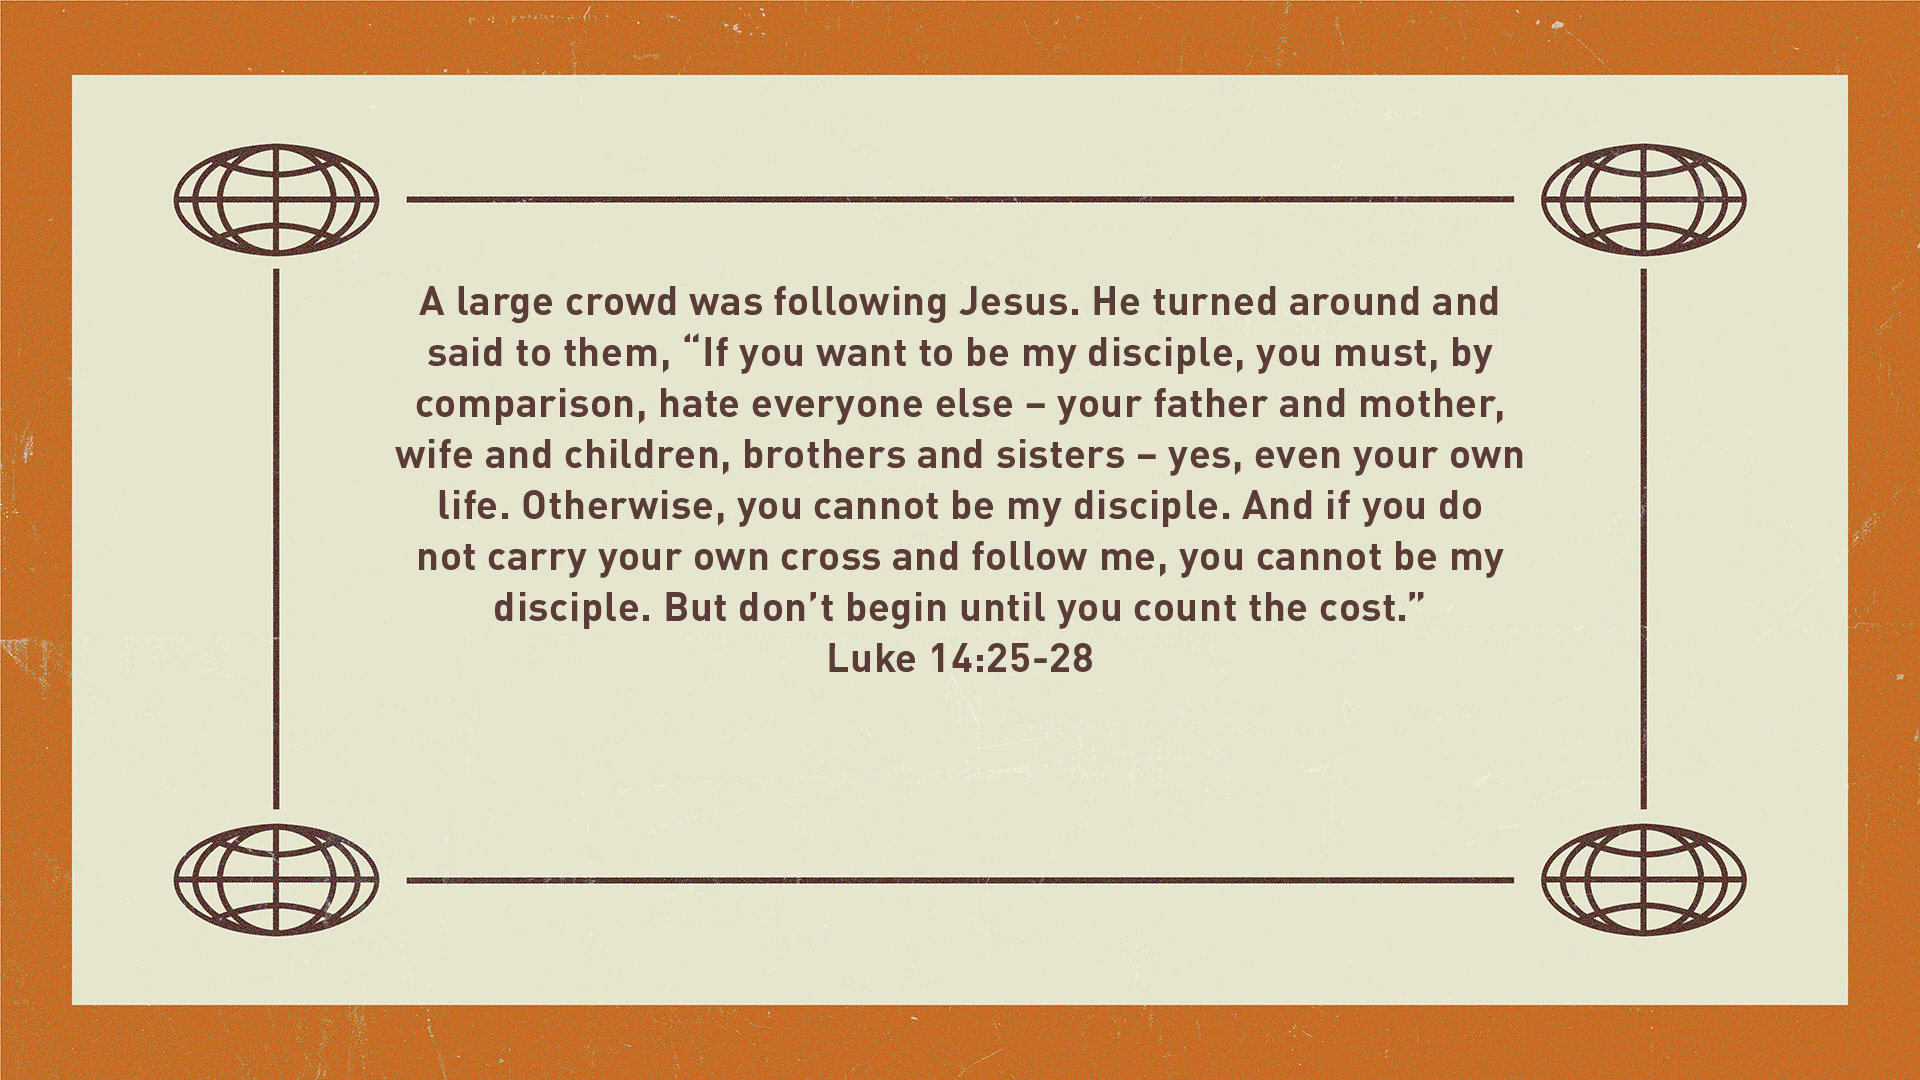 A large crowd was following Jesus. He turned around and
said to them, “If you want to be my disciple, you must, by
comparison, hate everyone else – your father and mother,
wife and children, brothers and sisters – yes, even your own
life. Otherwise, you cannot be my disciple. And if you do
not carry your own cross and follow me, you cannot be my
disciple. But don’t begin until you count the cost.”
Luke 14:25-28